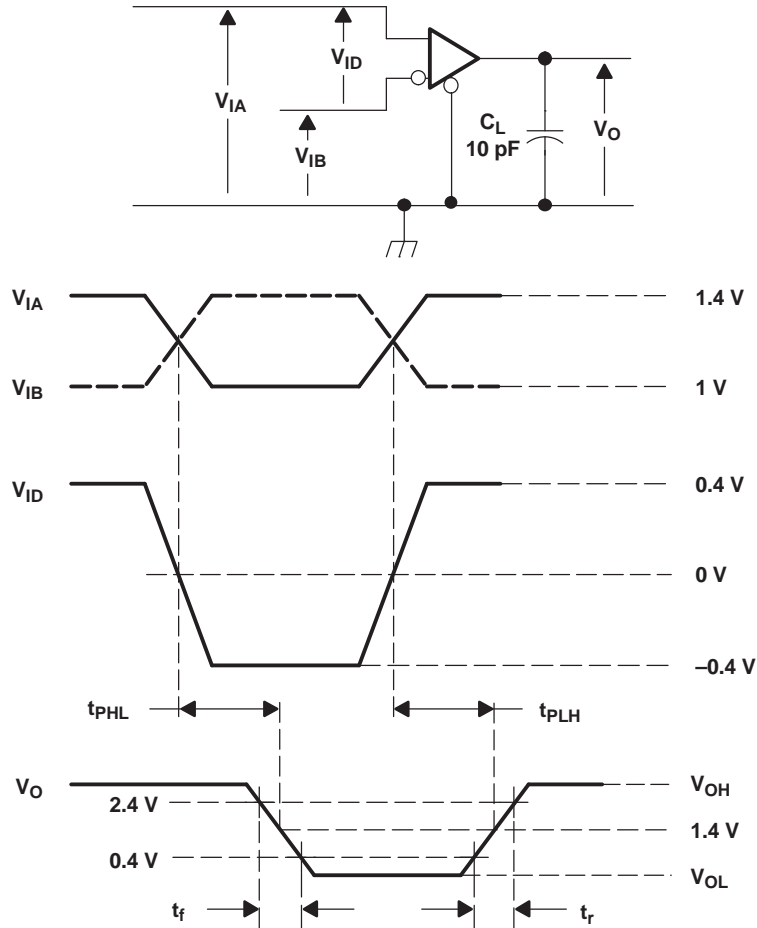 V_ID
V_IA
V_IB
C_L
10 pF
V_O
V_IA
1.4 V
V_IB
1 V
V_ID
0.4 V
0 V
–0.4 V
t_PHL
t_PLH
V_O
V_OH
2.4 V
1.4 V
0.4 V
V_OL
t_f
t_r